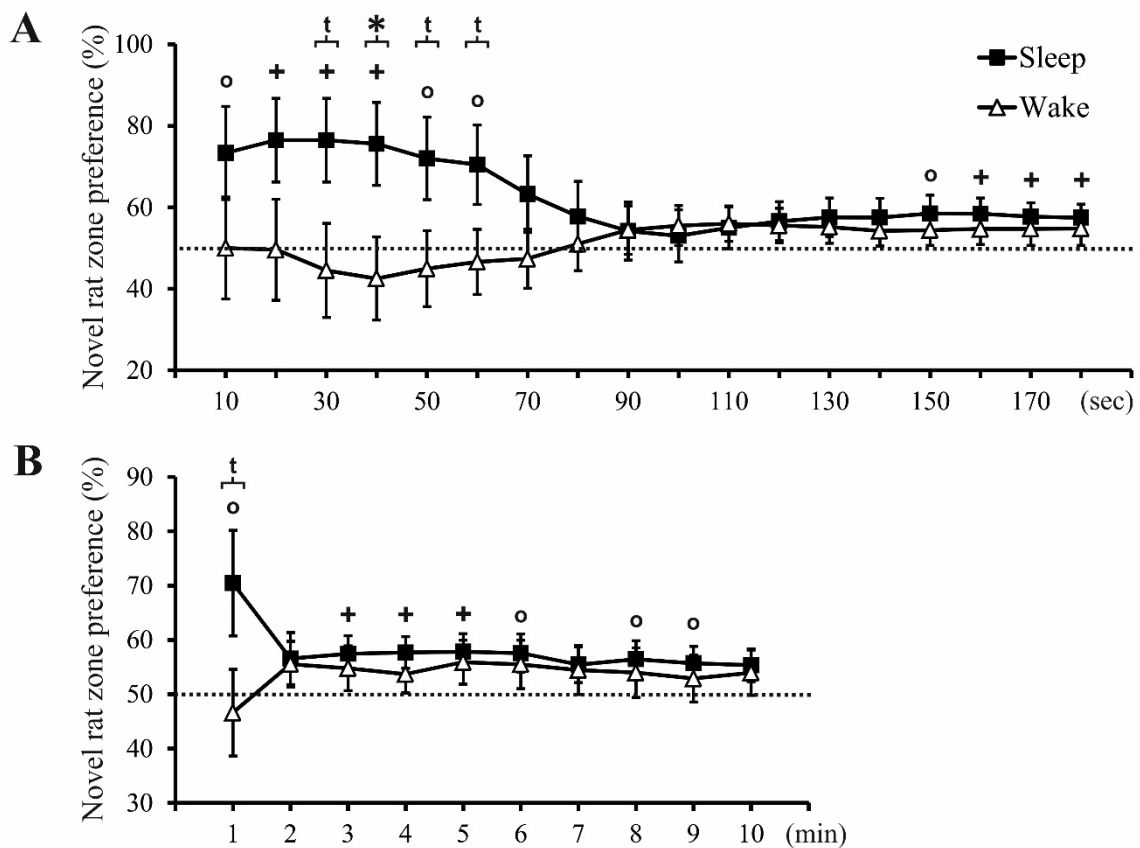 A
t * t t
100
o + + + o o o + + +
80
60
40
20
Novel rat zone preference (%)
Sleep
Wake
10 30 50 70 90 110 130 150 170 (sec)
B
t
o + + + o o o
90
80
70
60
50
40
30
Novel rat zone preference (%)
1 2 3 4 5 6 7 8 9 10 (min)